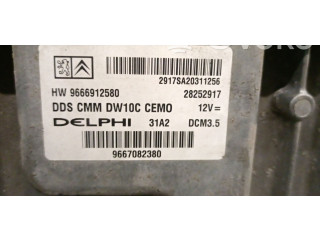 2917SA20311256
HW 9666912580 28252917
DDS CMM DW10C CEMO 12V=
DELPHI 31A2 DCM3.5
9667082380